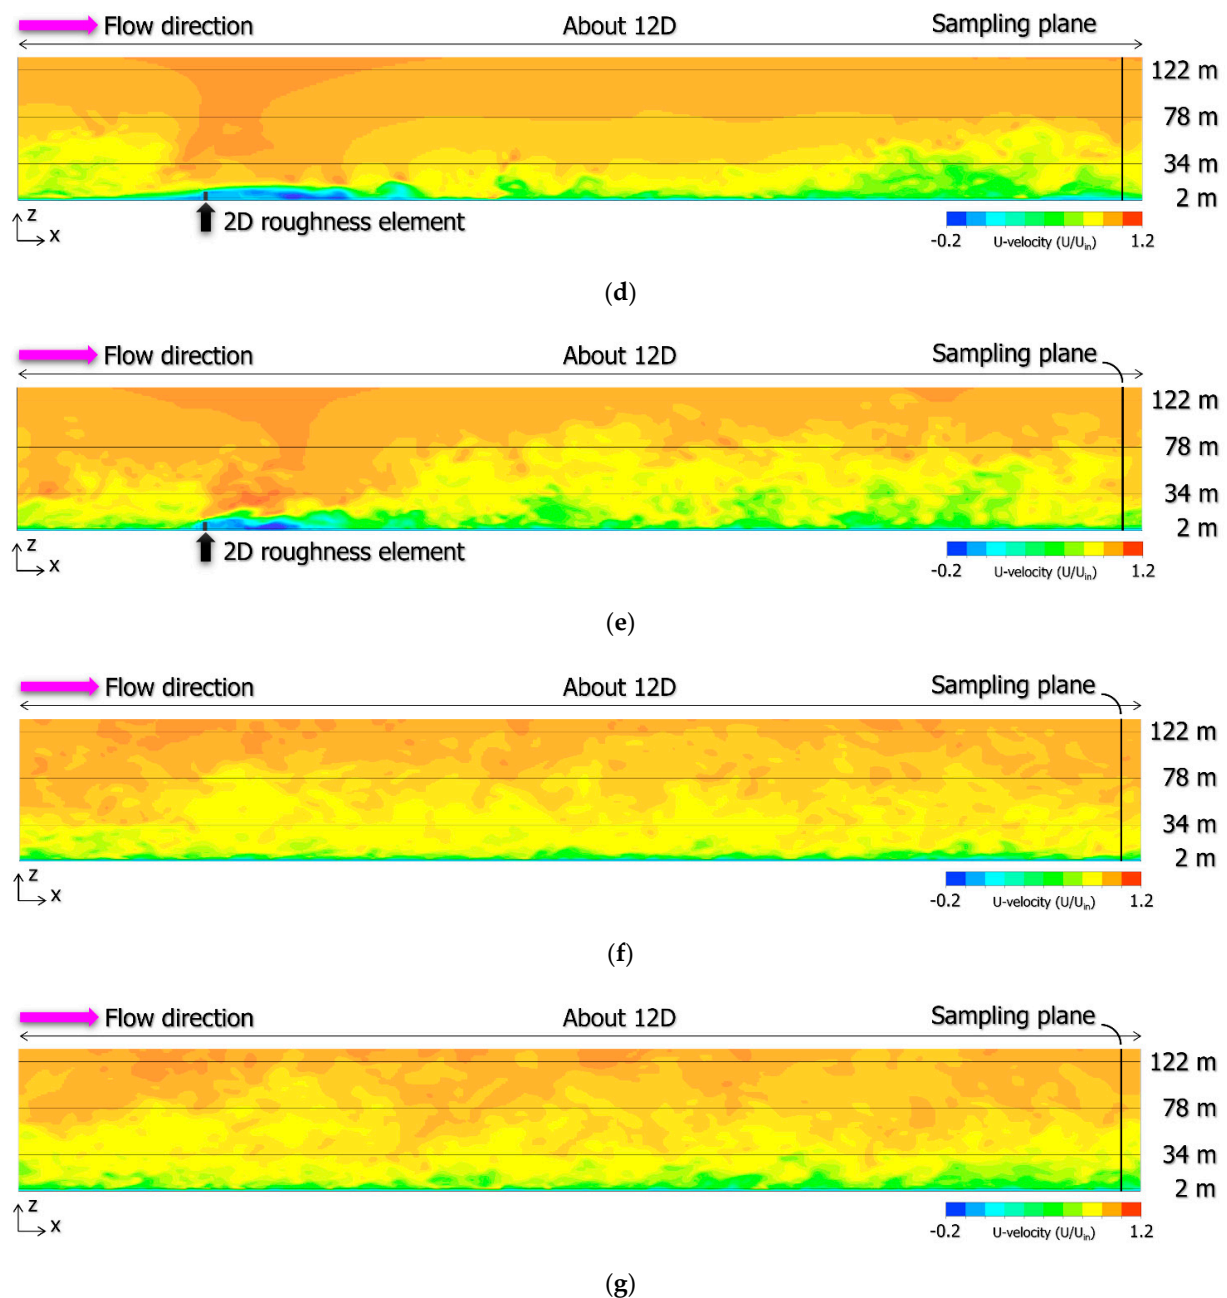 Flow direction About 12D Sampling plane
122 m
78 m
34 m
2 m
z
x
2D roughness element
-0.2 U-velocity (U/Uin) 1.2
(d)
Flow direction About 12D Sampling plane
122 m
78 m
34 m
2 m
z
x
2D roughness element
-0.2 U-velocity (U/Uin) 1.2
(e)
Flow direction About 12D Sampling plane
122 m
78 m
34 m
2 m
z
x
-0.2 U-velocity (U/Uin) 1.2
(f)
Flow direction About 12D Sampling plane
122 m
78 m
34 m
2 m
z
x
-0.2 U-velocity (U/Uin) 1.2
(g)